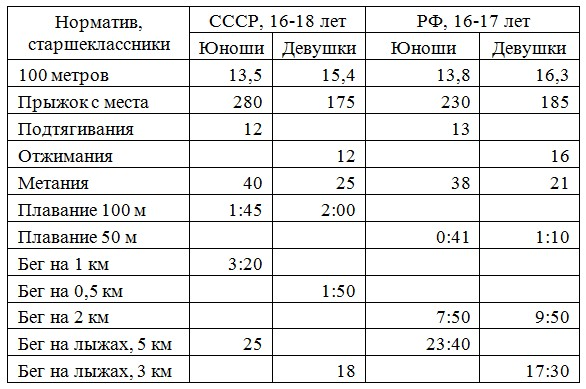 Норматив, старшеклассники СССР, 16-18 лет РФ, 16-17 лет
Юноши Девушки Юноши Девушки
100 метров 13,5 15,4 13,8 16,3
Прыжок с места 280 175 230 185
Подтягивания 12 13
Отжимания 12 16
Метания 40 25 38 21
Плавание 100 м 1:45 2:00
Плавание 50 м 0:41 1:10
Бег на 1 км 3:20
Бег на 0,5 км 1:50
Бег на 2 км 7:50 9:50
Бег на лыжах, 5 км 25 23:40
Бег на лыжах, 3 км 18 17:30